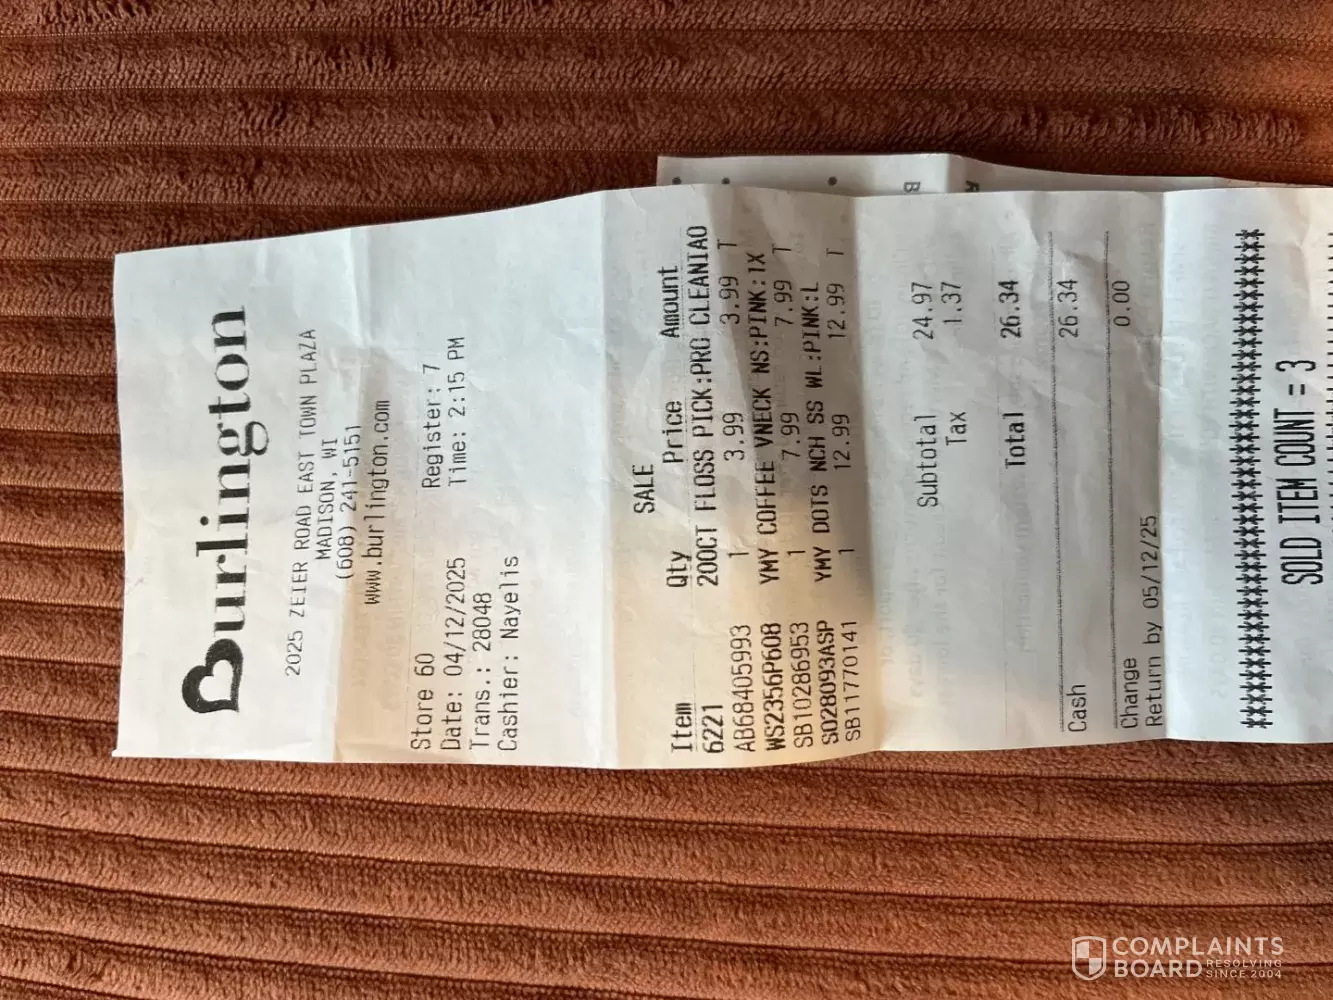 Burlington
2025 ZEIER ROAD EAST TOWN PLAZA
MADISON, WI
(608) 241-5151
www.burlington.com
Store 60 Register: 7
Date: 04/12/2025 Time: 2:15 PM
Trans.: 28048
Cashier: Nayelis
SALE
Item Qty Price Amount
6221 200CT FLOSS PICK:PRO CLEANIAO
AB68405993 1 3.99 3.99 T
WS2356P608 YMY COFFEE VNECK NS:PINK:1X
SB10286953 1 7.99 7.99 T
S028093ASP YMY DOTS NCH SS WL:PINK:L
SB11770141 1 12.99 12.99 T
Subtotal 24.97
Tax 1.37
Total 26.34
Cash 26.34
Change 0.00
Return by 05/12/25
SOLD ITEM COUNT = 3
COMPLAINTS
BOARD RESOLVING
SINCE 2004